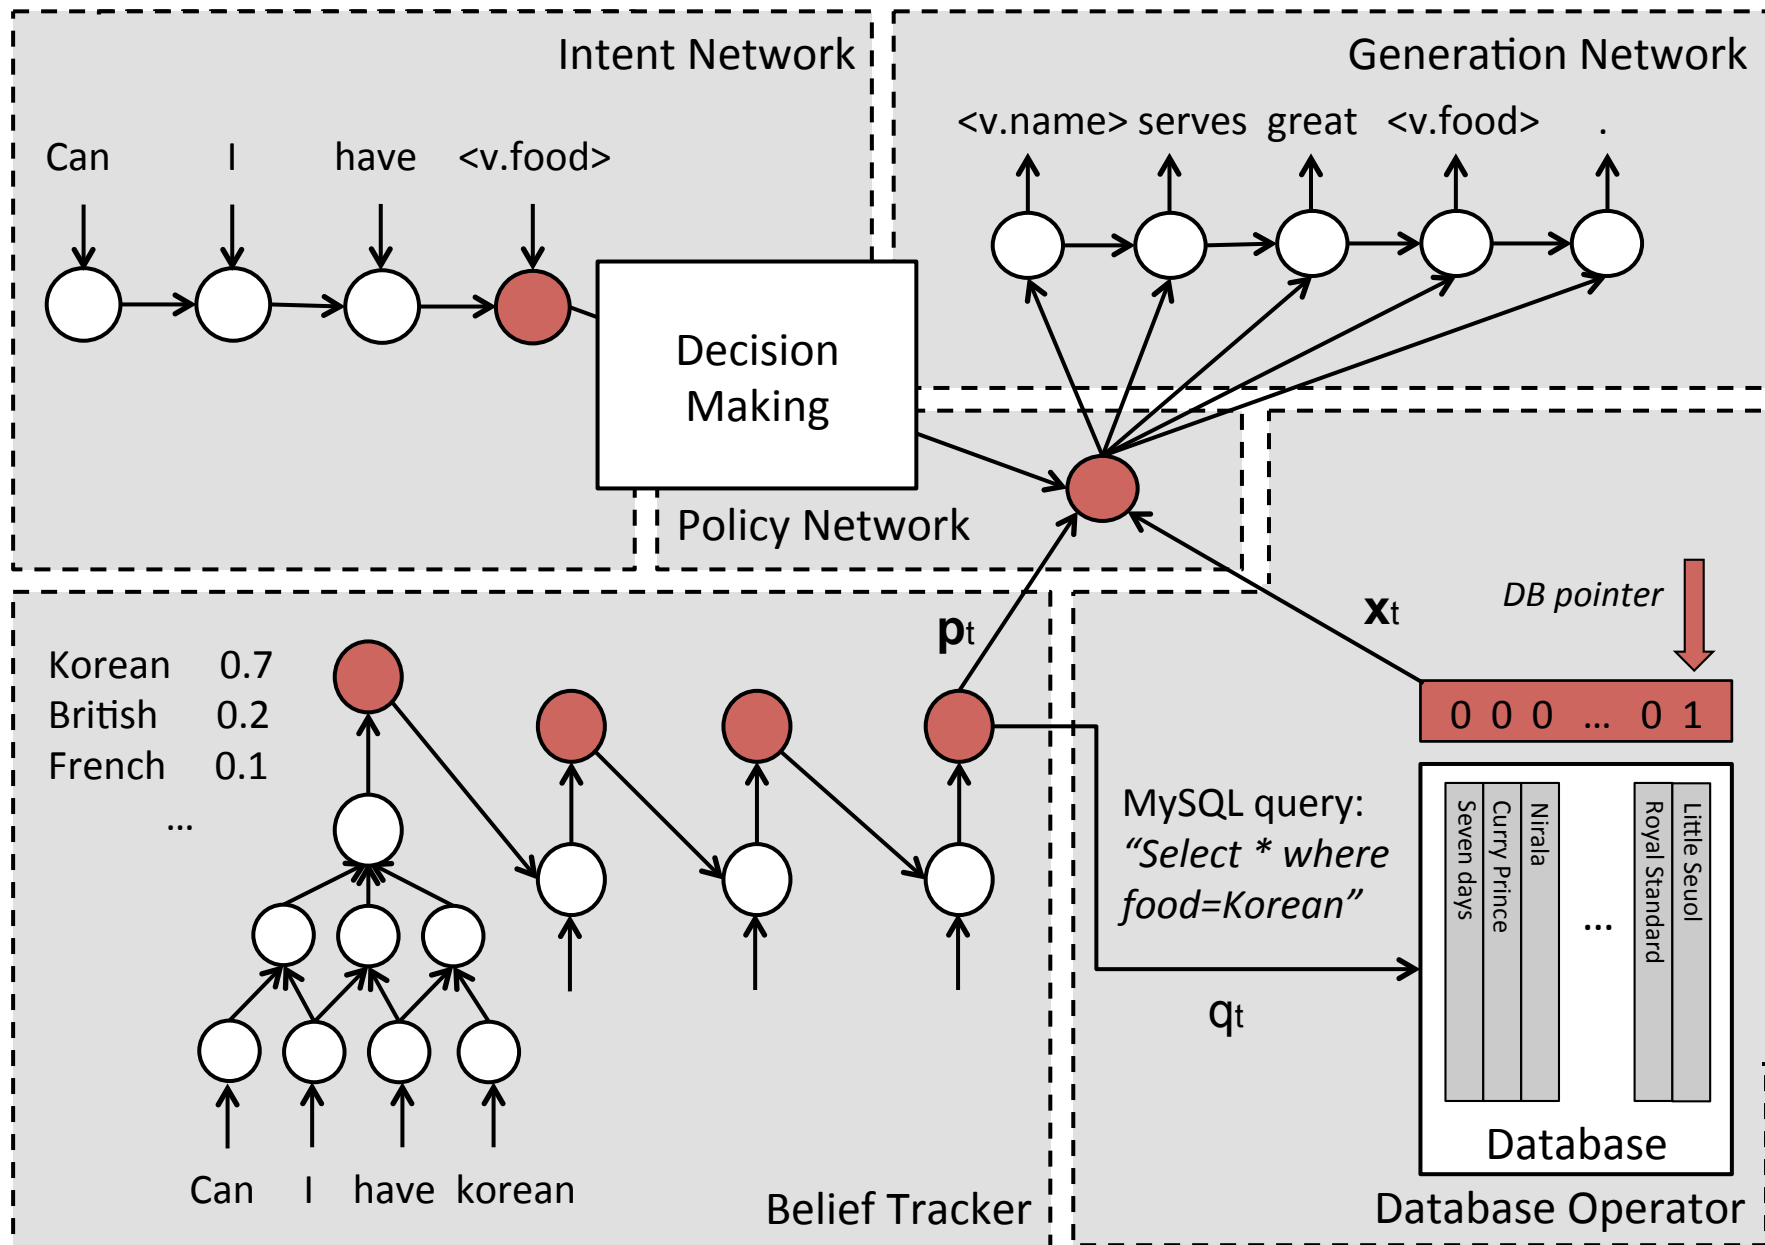 Intent Network
Can I have <v.food>
Generation Network
<v.name> serves great <v.food> .
Decision
Making
Policy Network
Korean 0.7
British 0.2
French 0.1
...
Can I have korean
Belief Tracker
pt
xt
DB pointer
0 0 0 ... 0 1
MySQL query:
“Select * where
food=Korean”
qt
Seven days
Curry Prince
Nirala
...
Royal Standard
Little Seuol
Database
Database Operator